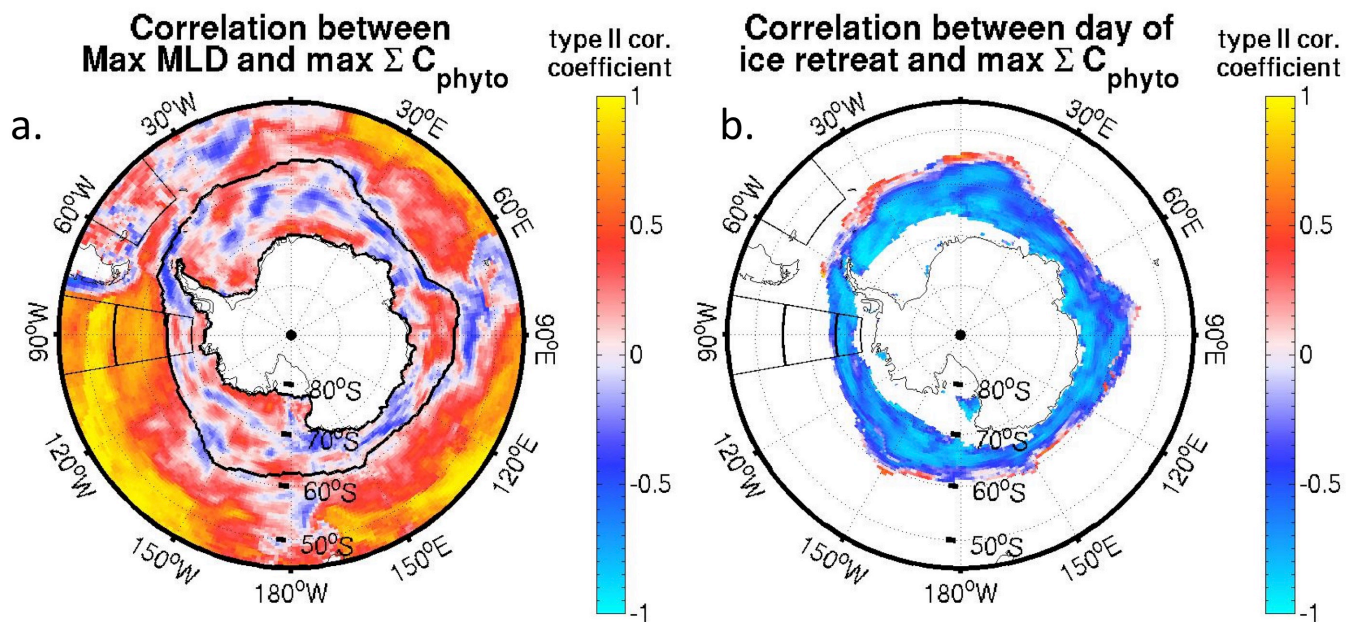 Correlation between
Max MLD and max Σ C_phyto
type II cor.
coefficient
a.
30°W
30°E
60°W
60°E
90°W
90°E
80°S
70°S
60°S
50°S
120°W
120°E
150°W
150°E
180°W
1
0.5
0
-0.5
-1
Correlation between day of
ice retreat and max Σ C_phyto
type II cor.
coefficient
b.
30°W
30°E
60°W
60°E
90°W
90°E
80°S
70°S
60°S
50°S
120°W
120°E
150°W
150°E
180°W
1
0.5
0
-0.5
-1